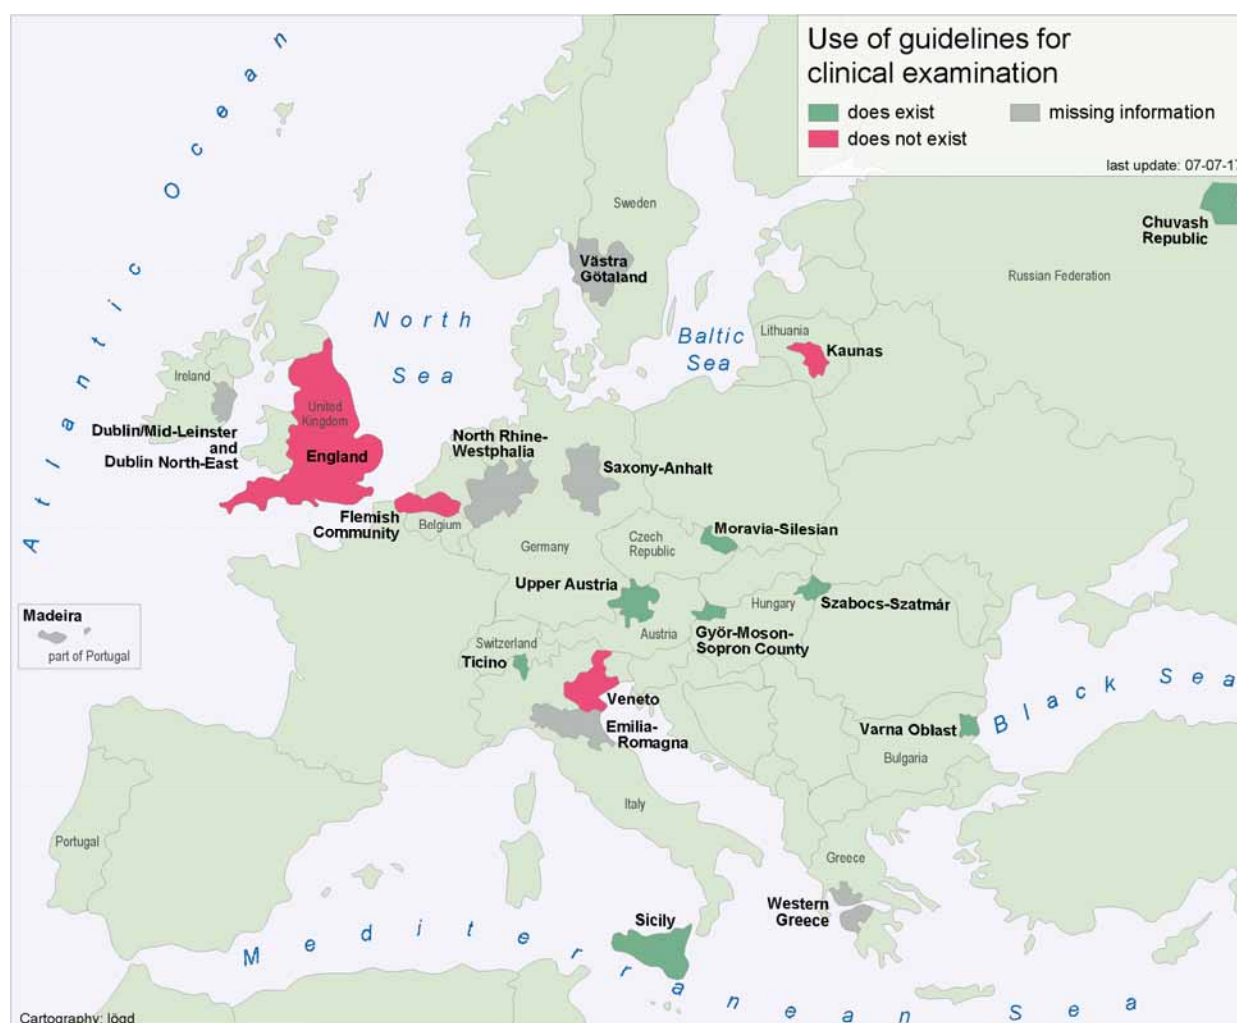 Use of guidelines for
clinical examination
does exist
missing information
does not exist
last update: 07-07-17
Atlantic Ocean
Sweden
Västra
Götaland
Chuvash
Republic
Russian Federation
North
Sea
Baltic
Sea
Lithuania
Kaunas
Ireland
United
Kingdom
Dublin/Mid-Leinster
and
Dublin North-East
England
North Rhine-
Westphalia
Saxony-Anhalt
Flemish
Community
Belgium
Moravia-Silesian
Czech
Republic
Germany
Upper Austria
Hungary
Szabocs-Szatmár
Madeira
part of Portugal
Austria
Györ-Moson-
Sopron County
Switzerland
Ticino
Veneto
Black Sea
Emilia-
Romagna
Varna Oblast
Bulgaria
Italy
Portugal
Greece
Western
Greece
Sicily
Mediterranean Sea
Cartography: lögd